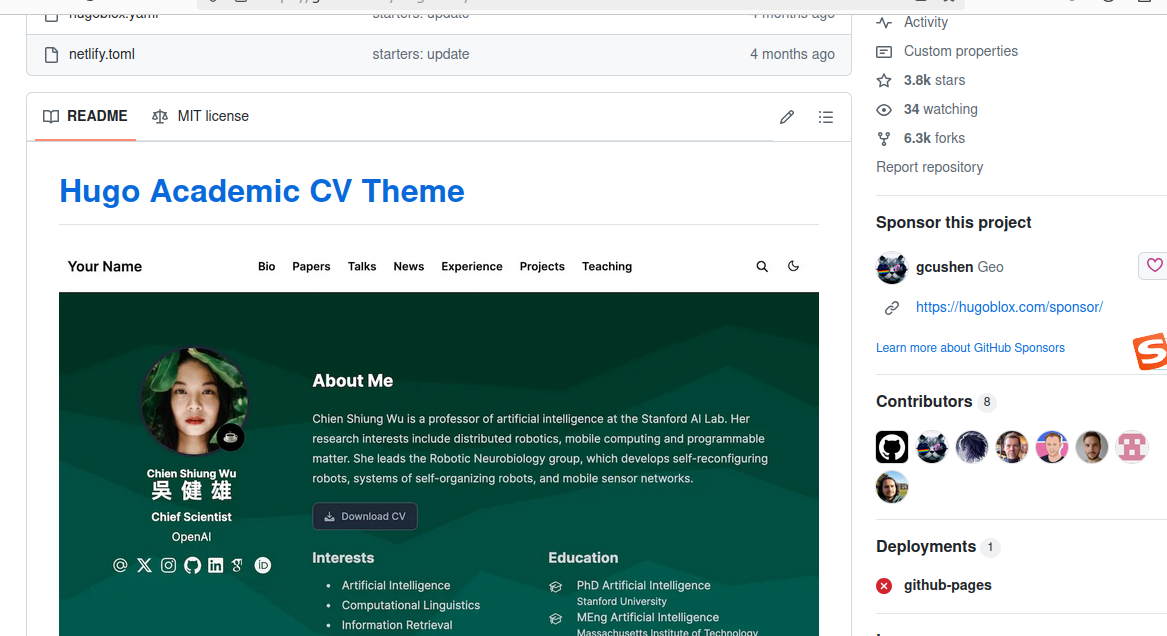 hugoblox.yaml starters: update 4 months ago
netlify.toml starters: update 4 months ago
README MIT license
Hugo Academic CV Theme
Your Name Bio Papers Talks News Experience Projects Teaching
About Me
Chien Shiung Wu is a professor of artificial intelligence at the Stanford AI Lab. Her
research interests include distributed robotics, mobile computing and programmable
matter. She leads the Robotic Neurobiology group, which develops self-reconfiguring
robots, systems of self-organizing robots, and mobile sensor networks.
Download CV
Chien Shiung Wu
吳健雄
Chief Scientist
OpenAI
Interests
Artificial Intelligence
Computational Linguistics
Information Retrieval
Education
PhD Artificial Intelligence
Stanford University
MEng Artificial Intelligence
Massachusetts Institute of Technology
Activity
Custom properties
3.8k stars
34 watching
6.3k forks
Report repository
Sponsor this project
gcushen Geo
https://hugoblox.com/sponsor/
Learn more about GitHub Sponsors
Contributors 8
Deployments 1
github-pages